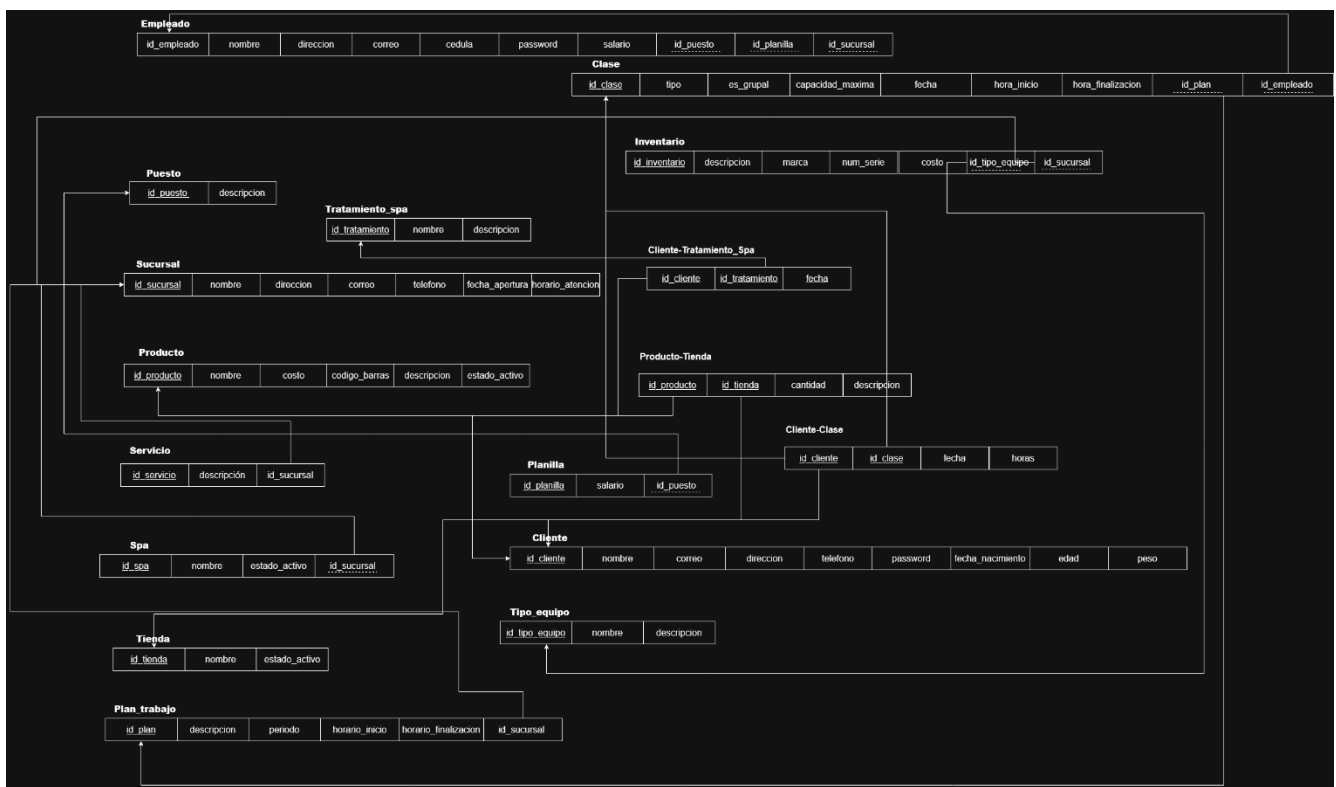 Empleado
id_empleado nombre direccion correo cedula password salario id_puesto id_planilla id_sucursal
Clase
id_clase tipo es_grupal capacidad_maxima fecha hora_inicio hora_finalizacion id_plan id_empleado
Inventario
id_inventario descripcion marca num_serie costo id_tipo_equipo id_sucursal
Puesto
id_puesto descripcion
Tratamiento_spa
id_tratamiento nombre descripcion
Cliente-Tratamiento_Spa
id_cliente id_tratamiento fecha
Sucursal
id_sucursal nombre direccion correo telefono fecha_apertura horario_atencion
Producto
id_producto nombre costo codigo_barras descripcion estado_activo
Producto-Tienda
id_producto id_tienda cantidad descripcion
Cliente-Clase
id_cliente id_clase fecha horas
Servicio
id_servicio descripción id_sucursal
Planilla
id_planilla salario id_puesto
Cliente
id_cliente nombre correo direccion telefono password fecha_nacimiento edad peso
Spa
id_spa nombre estado_activo id_sucursal
Tipo_equipo
id_tipo_equipo nombre descripcion
Tienda
id_tienda nombre estado_activo
Plan_trabajo
id_plan descripcion periodo horario_inicio horario_finalizacion id_sucursal